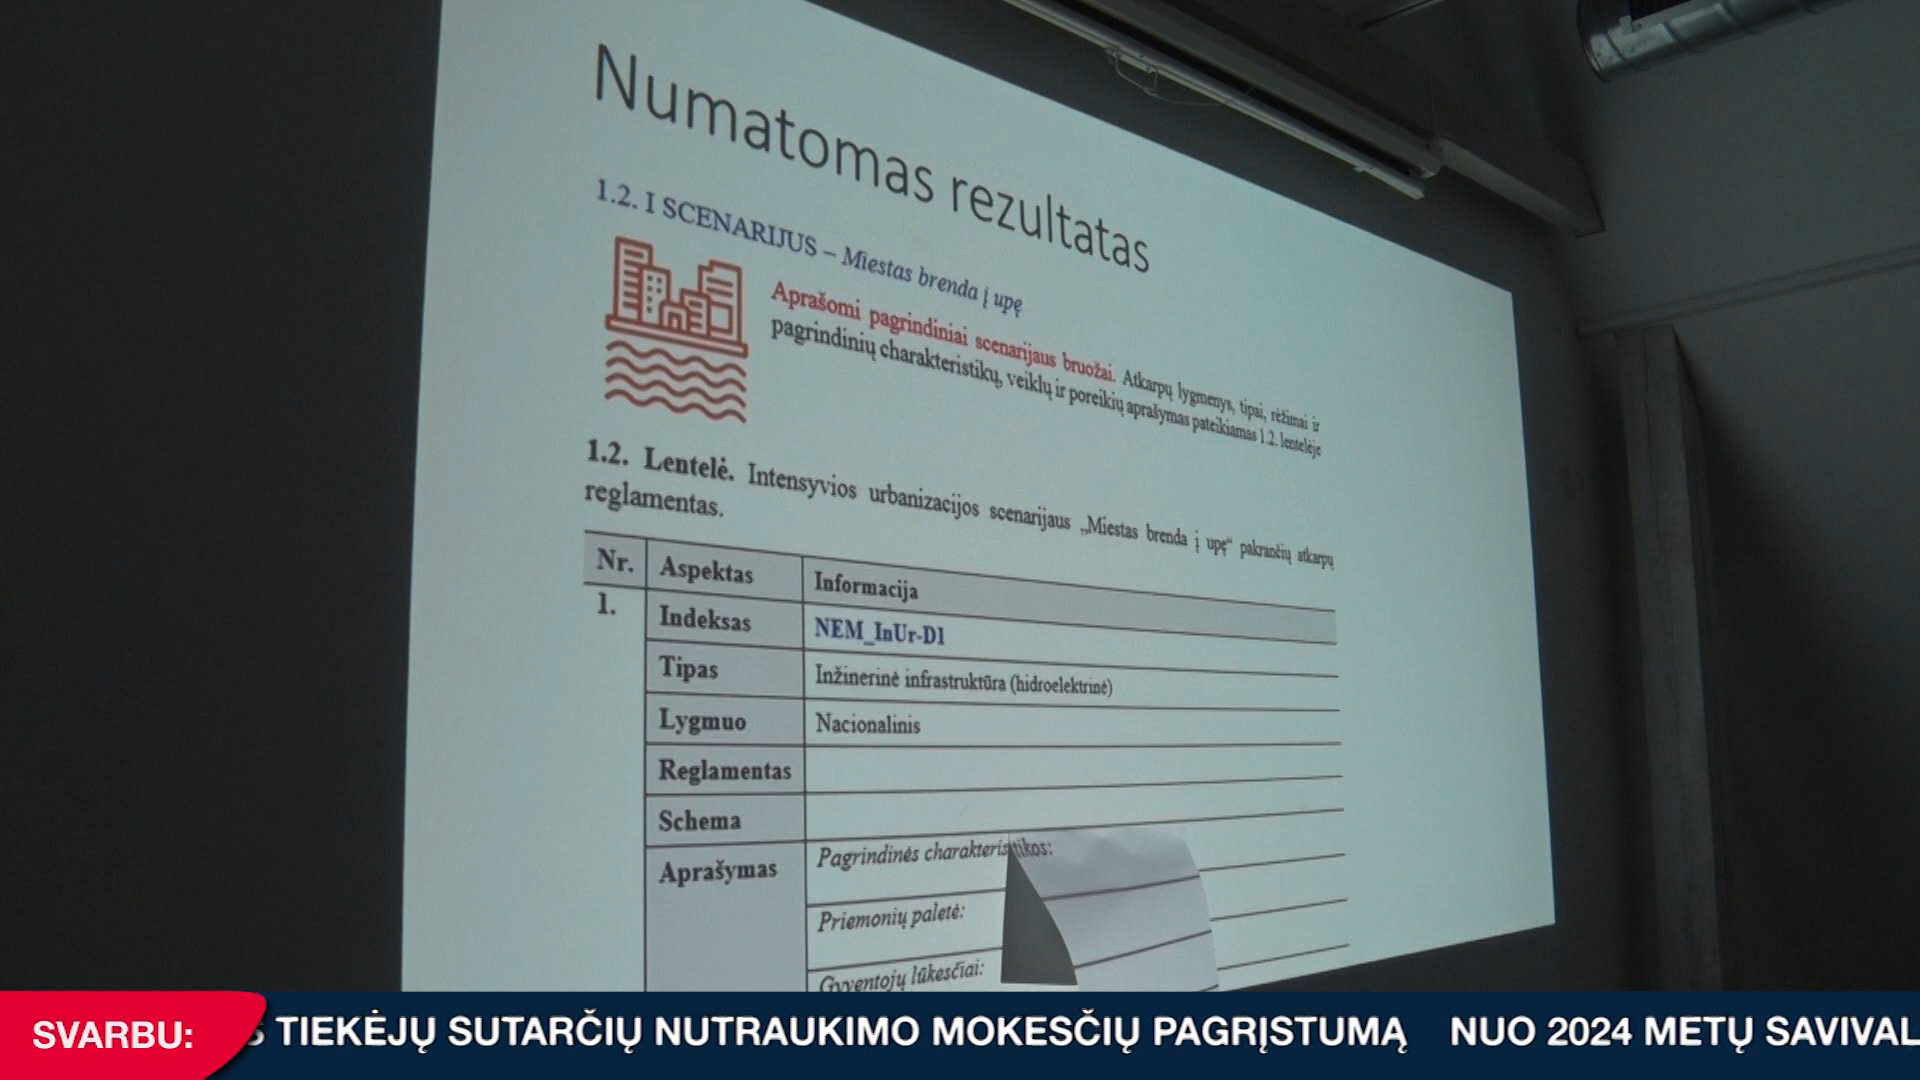 Numatomas rezultatas
1.2. I SCENARIJUS – Miestas brenda į upę
Aprašomi pagrindiniai scenarijaus bruožai. Atkarpų lygmenys, tipai, rėžimai ir
pagrindinių charakteristikų, veiklų ir poreikių aprašymas pateikiamas 1.2. lentelėje
1.2. Lentelė. Intensyvios urbanizacijos scenarijaus „Miestas brenda į upę“ pakrančių atkarpų
reglamentas.
Nr. Aspektas Informacija
1. Indeksas NEM_InUr-D1
Tipas Inžinerinė infrastruktūra (hidroelektrinė)
Lygmuo Nacionalinis
Reglamentas
Schema
Aprašymas Pagrindinės charakteristikos:
Priemonių paletė:
Gyventojų lūkesčiai:
SVARBU: S TIEKĖJŲ SUTARČIŲ NUTRAUKIMO MOKESČIŲ PAGRĮSTUMĄ NUO 2024 METŲ SAVIVAL